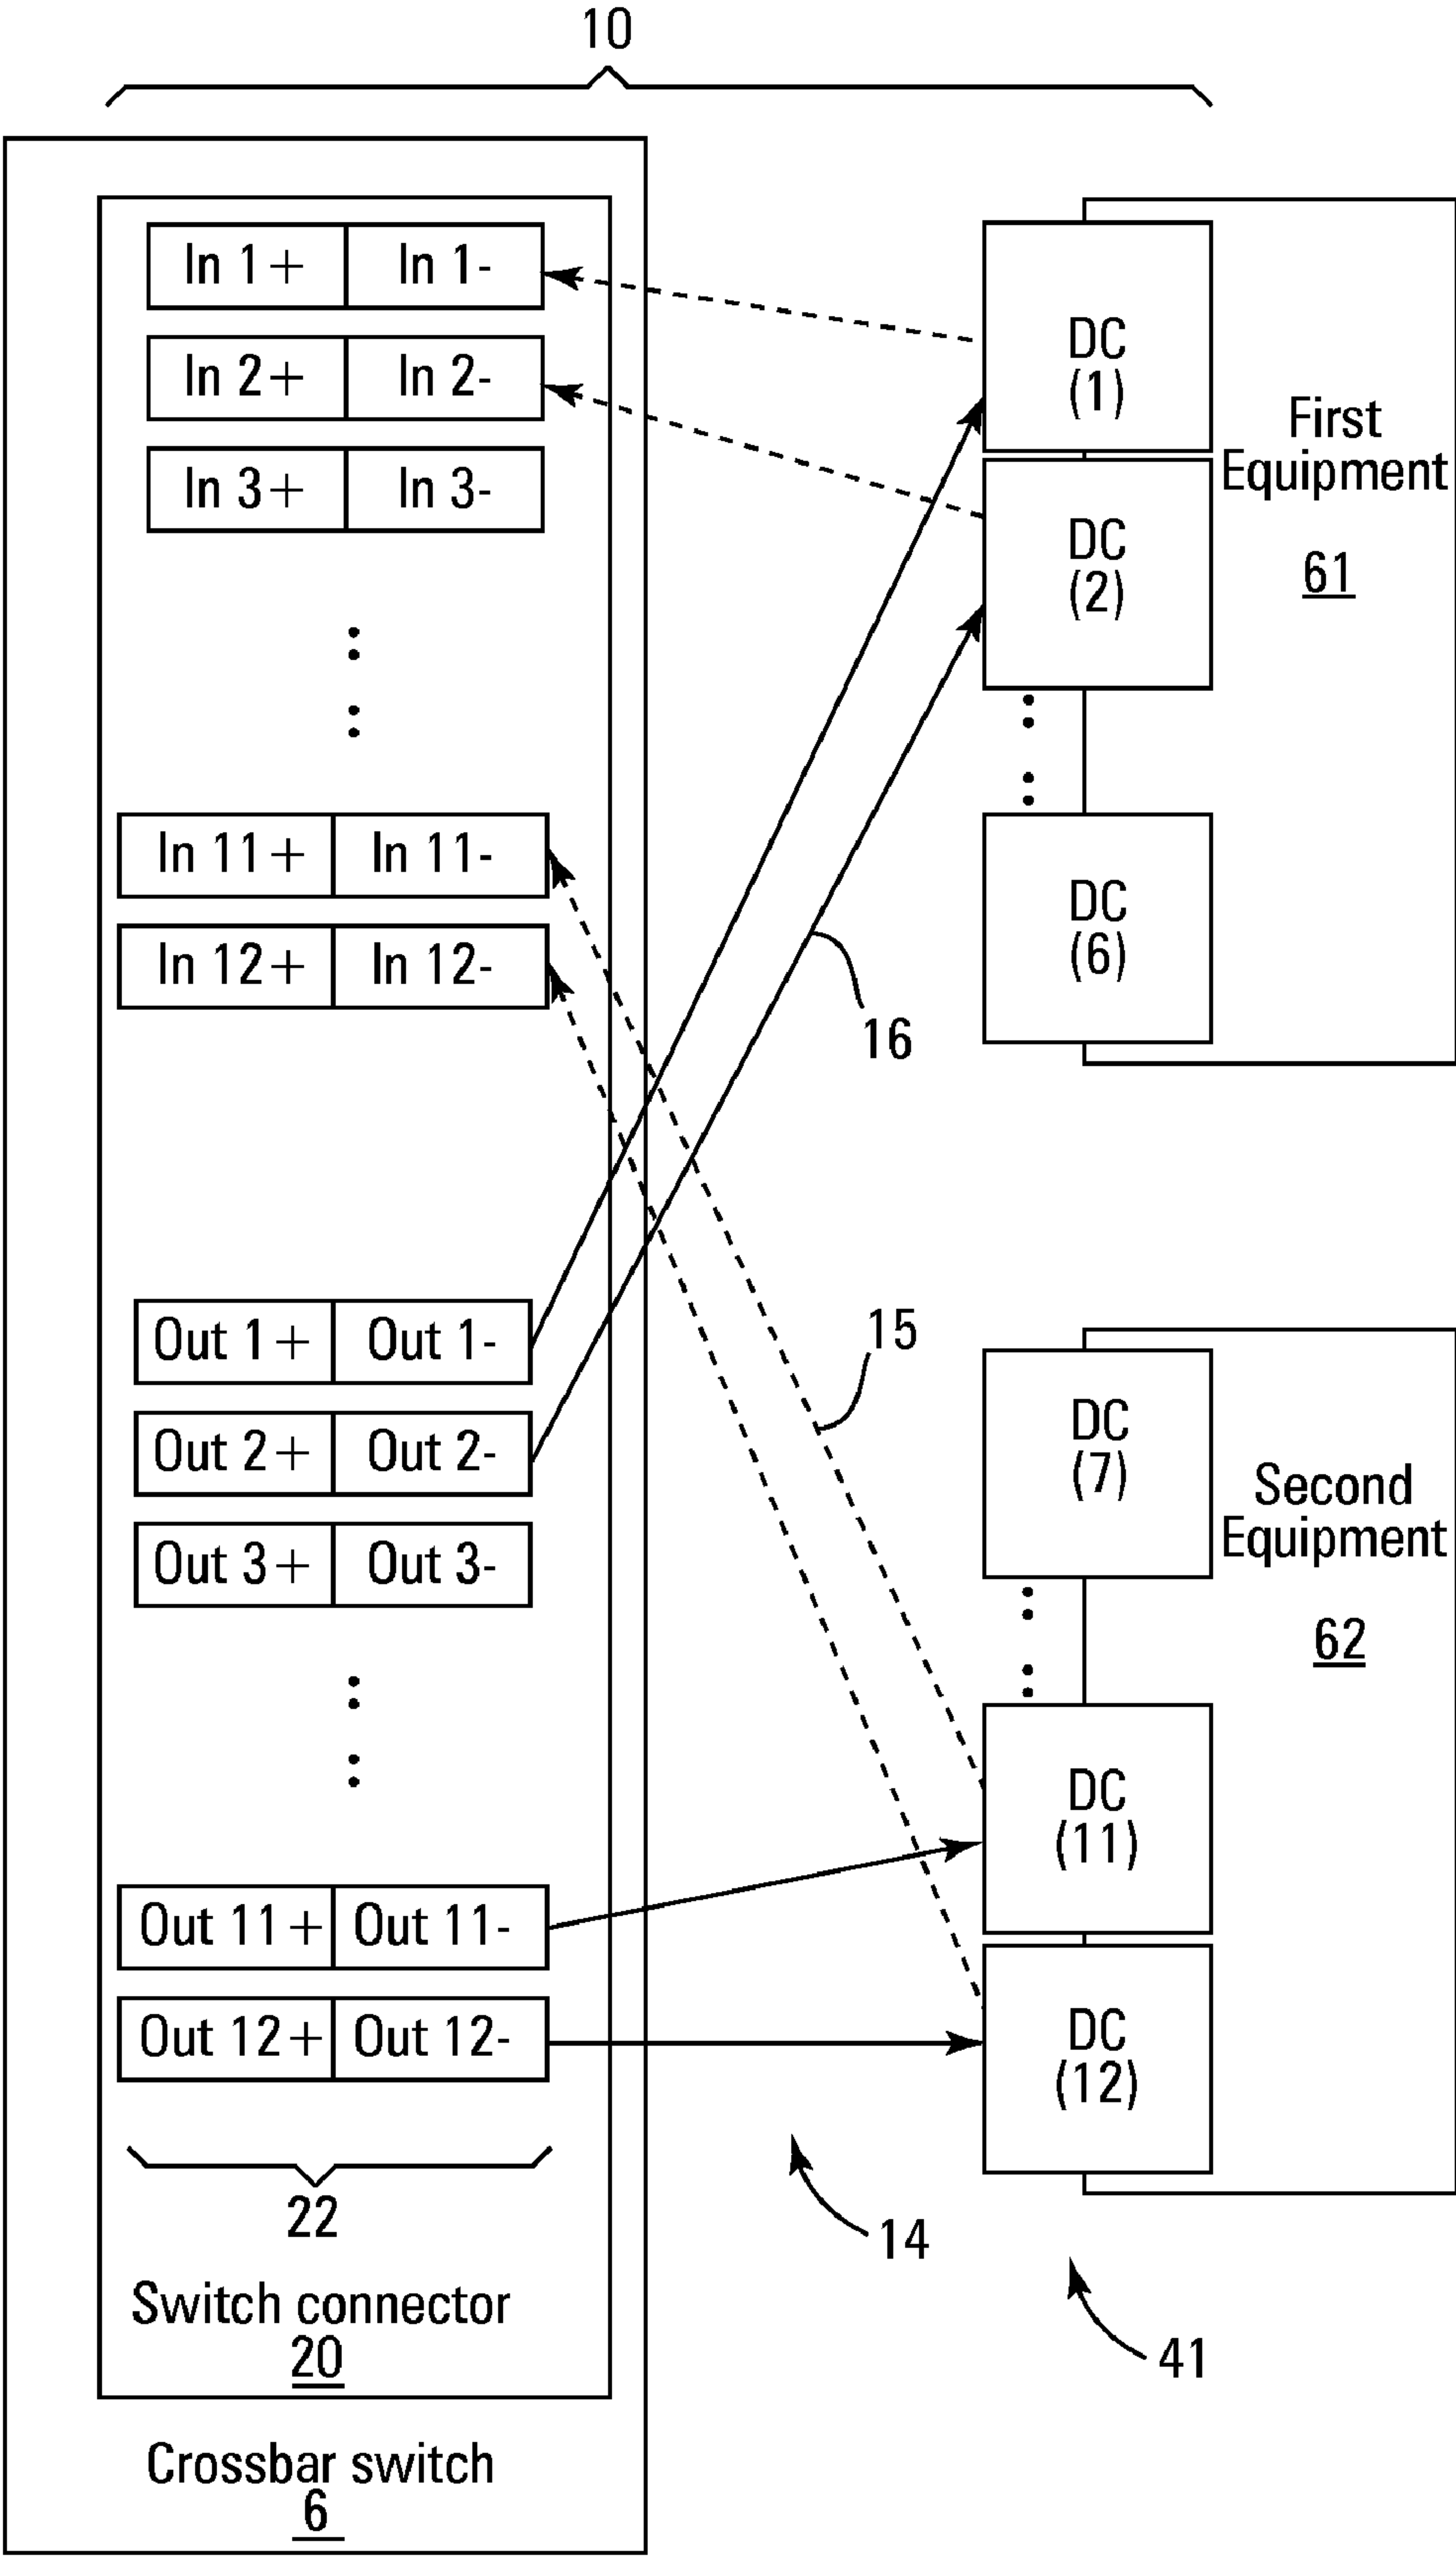 10
In 1+ In 1-
In 2+ In 2-
In 3+ In 3-
In 11+ In 11-
In 12+ In 12-
Out 1+ Out 1-
Out 2+ Out 2-
Out 3+ Out 3-
Out 11+ Out 11-
Out 12+ Out 12-
22
Switch connector
20
Crossbar switch
6
16
15
14
41
DC
(1)
DC
(2)
DC
(6)
First
Equipment
61
DC
(7)
DC
(11)
DC
(12)
Second
Equipment
62